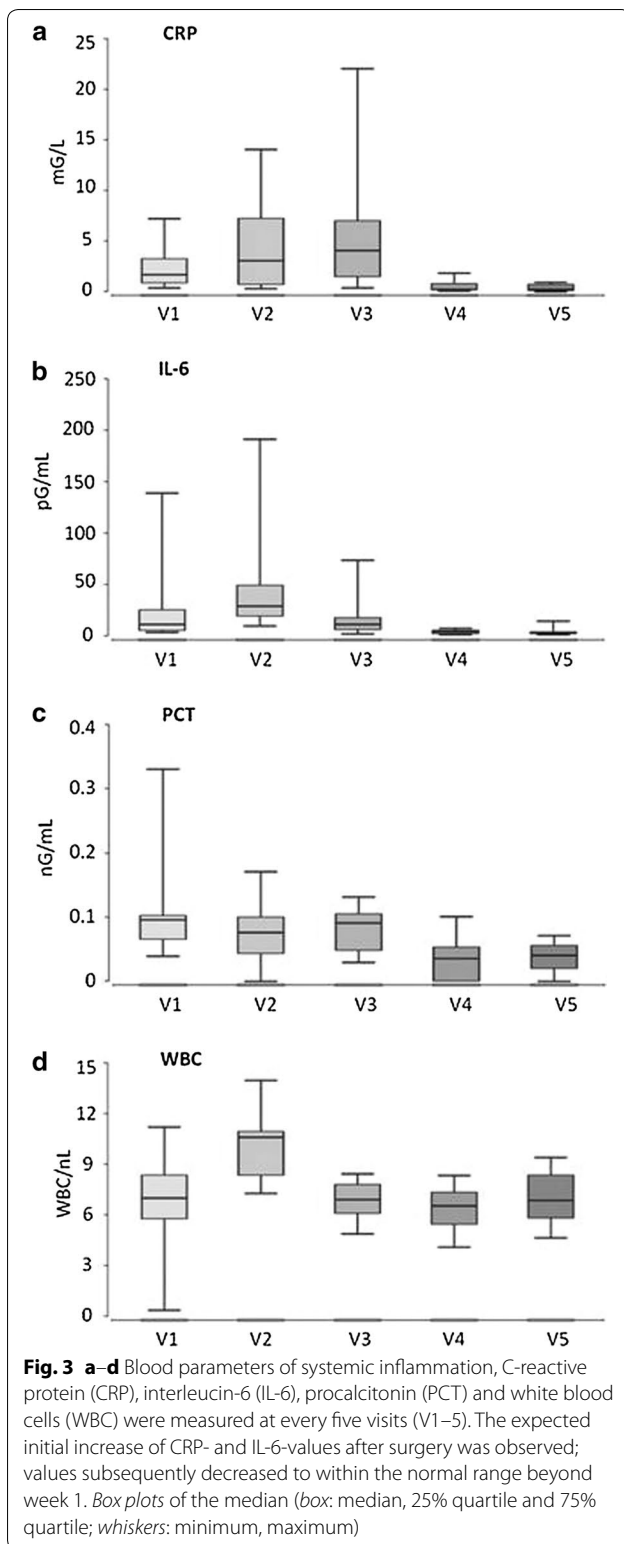 a CRP
25
20
15
10
5
0
mG/L
V1 V2 V3 V4 V5
b IL-6
250
200
150
100
50
0
pG/mL
V1 V2 V3 V4 V5
c PCT
0.4
0.3
0.2
0.1
0
nG/mL
V1 V2 V3 V4 V5
d WBC
15
12
9
6
3
0
WBC/nL
V1 V2 V3 V4 V5
Fig. 3 a–d Blood parameters of systemic inflammation, C-reactive
protein (CRP), interleucin-6 (IL-6), procalcitonin (PCT) and white blood
cells (WBC) were measured at every five visits (V1–5). The expected
initial increase of CRP- and IL-6-values after surgery was observed;
values subsequently decreased to within the normal range beyond
week 1. Box plots of the median (box: median, 25% quartile and 75%
quartile; whiskers: minimum, maximum)